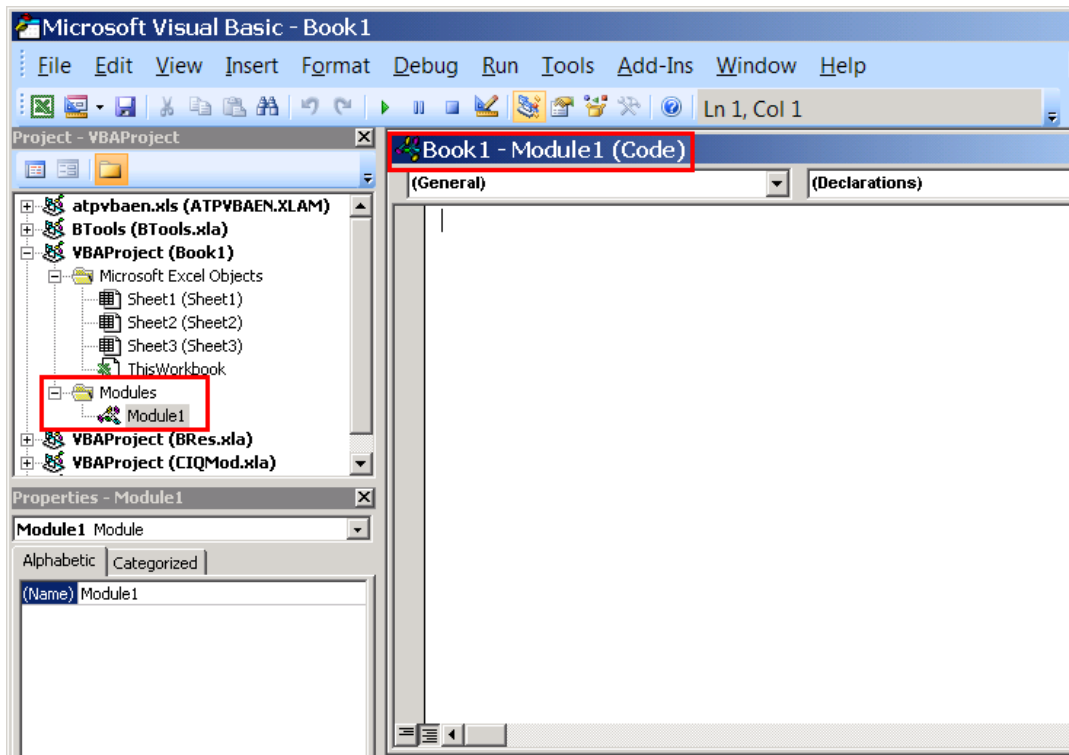 Microsoft Visual Basic - Book1
File Edit View Insert Format Debug Run Tools Add-Ins Window Help
Ln 1, Col 1
Project - VBAProject
Book1 - Module1 (Code)
(General)
(Declarations)
atpvbaen.xls (ATPVBAEN.XLAM)
BTools (BTools.xla)
VBAProject (Book1)
Microsoft Excel Objects
Sheet1 (Sheet1)
Sheet2 (Sheet2)
Sheet3 (Sheet3)
ThisWorkbook
Modules
Module1
VBAProject (BRes.xla)
VBAProject (CIQMod.xla)
Properties - Module1
Module1 Module
Alphabetic Categorized
(Name) Module1